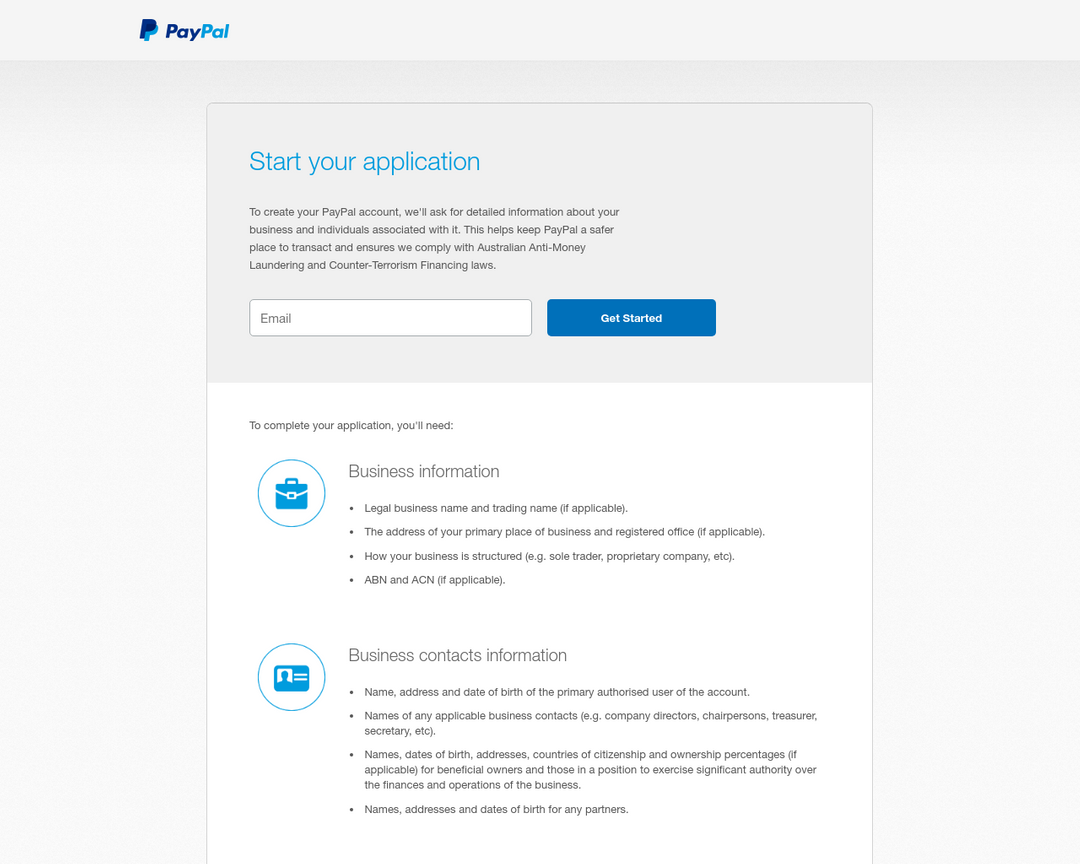 PayPal
Start your application
To create your PayPal account, we'll ask for detailed information about your
business and individuals associated with it. This helps keep PayPal a safer
place to transact and ensures we comply with Australian Anti-Money
Laundering and Counter-Terrorism Financing laws.
Email
Get Started
To complete your application, you'll need:
Business information
• Legal business name and trading name (if applicable).
• The address of your primary place of business and registered office (if applicable).
• How your business is structured (e.g. sole trader, proprietary company, etc).
• ABN and ACN (if applicable).
Business contacts information
• Name, address and date of birth of the primary authorised user of the account.
• Names of any applicable business contacts (e.g. company directors, chairpersons, treasurer,
secretary, etc).
• Names, dates of birth, addresses, countries of citizenship and ownership percentages (if
applicable) for beneficial owners and those in a position to exercise significant authority over
the finances and operations of the business.
• Names, addresses and dates of birth for any partners.